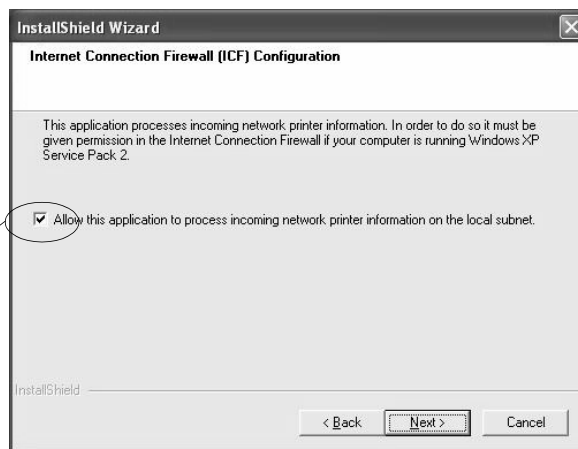 InstallShield Wizard
Internet Connection Firewall (ICF) Configuration
This application processes incoming network printer information. In order to do so it must be
given permission in the Internet Connection Firewall if your computer is running Windows XP
Service Pack 2.
Allow this application to process incoming network printer information on the local subnet.
InstallShield
< Back
Next >
Cancel